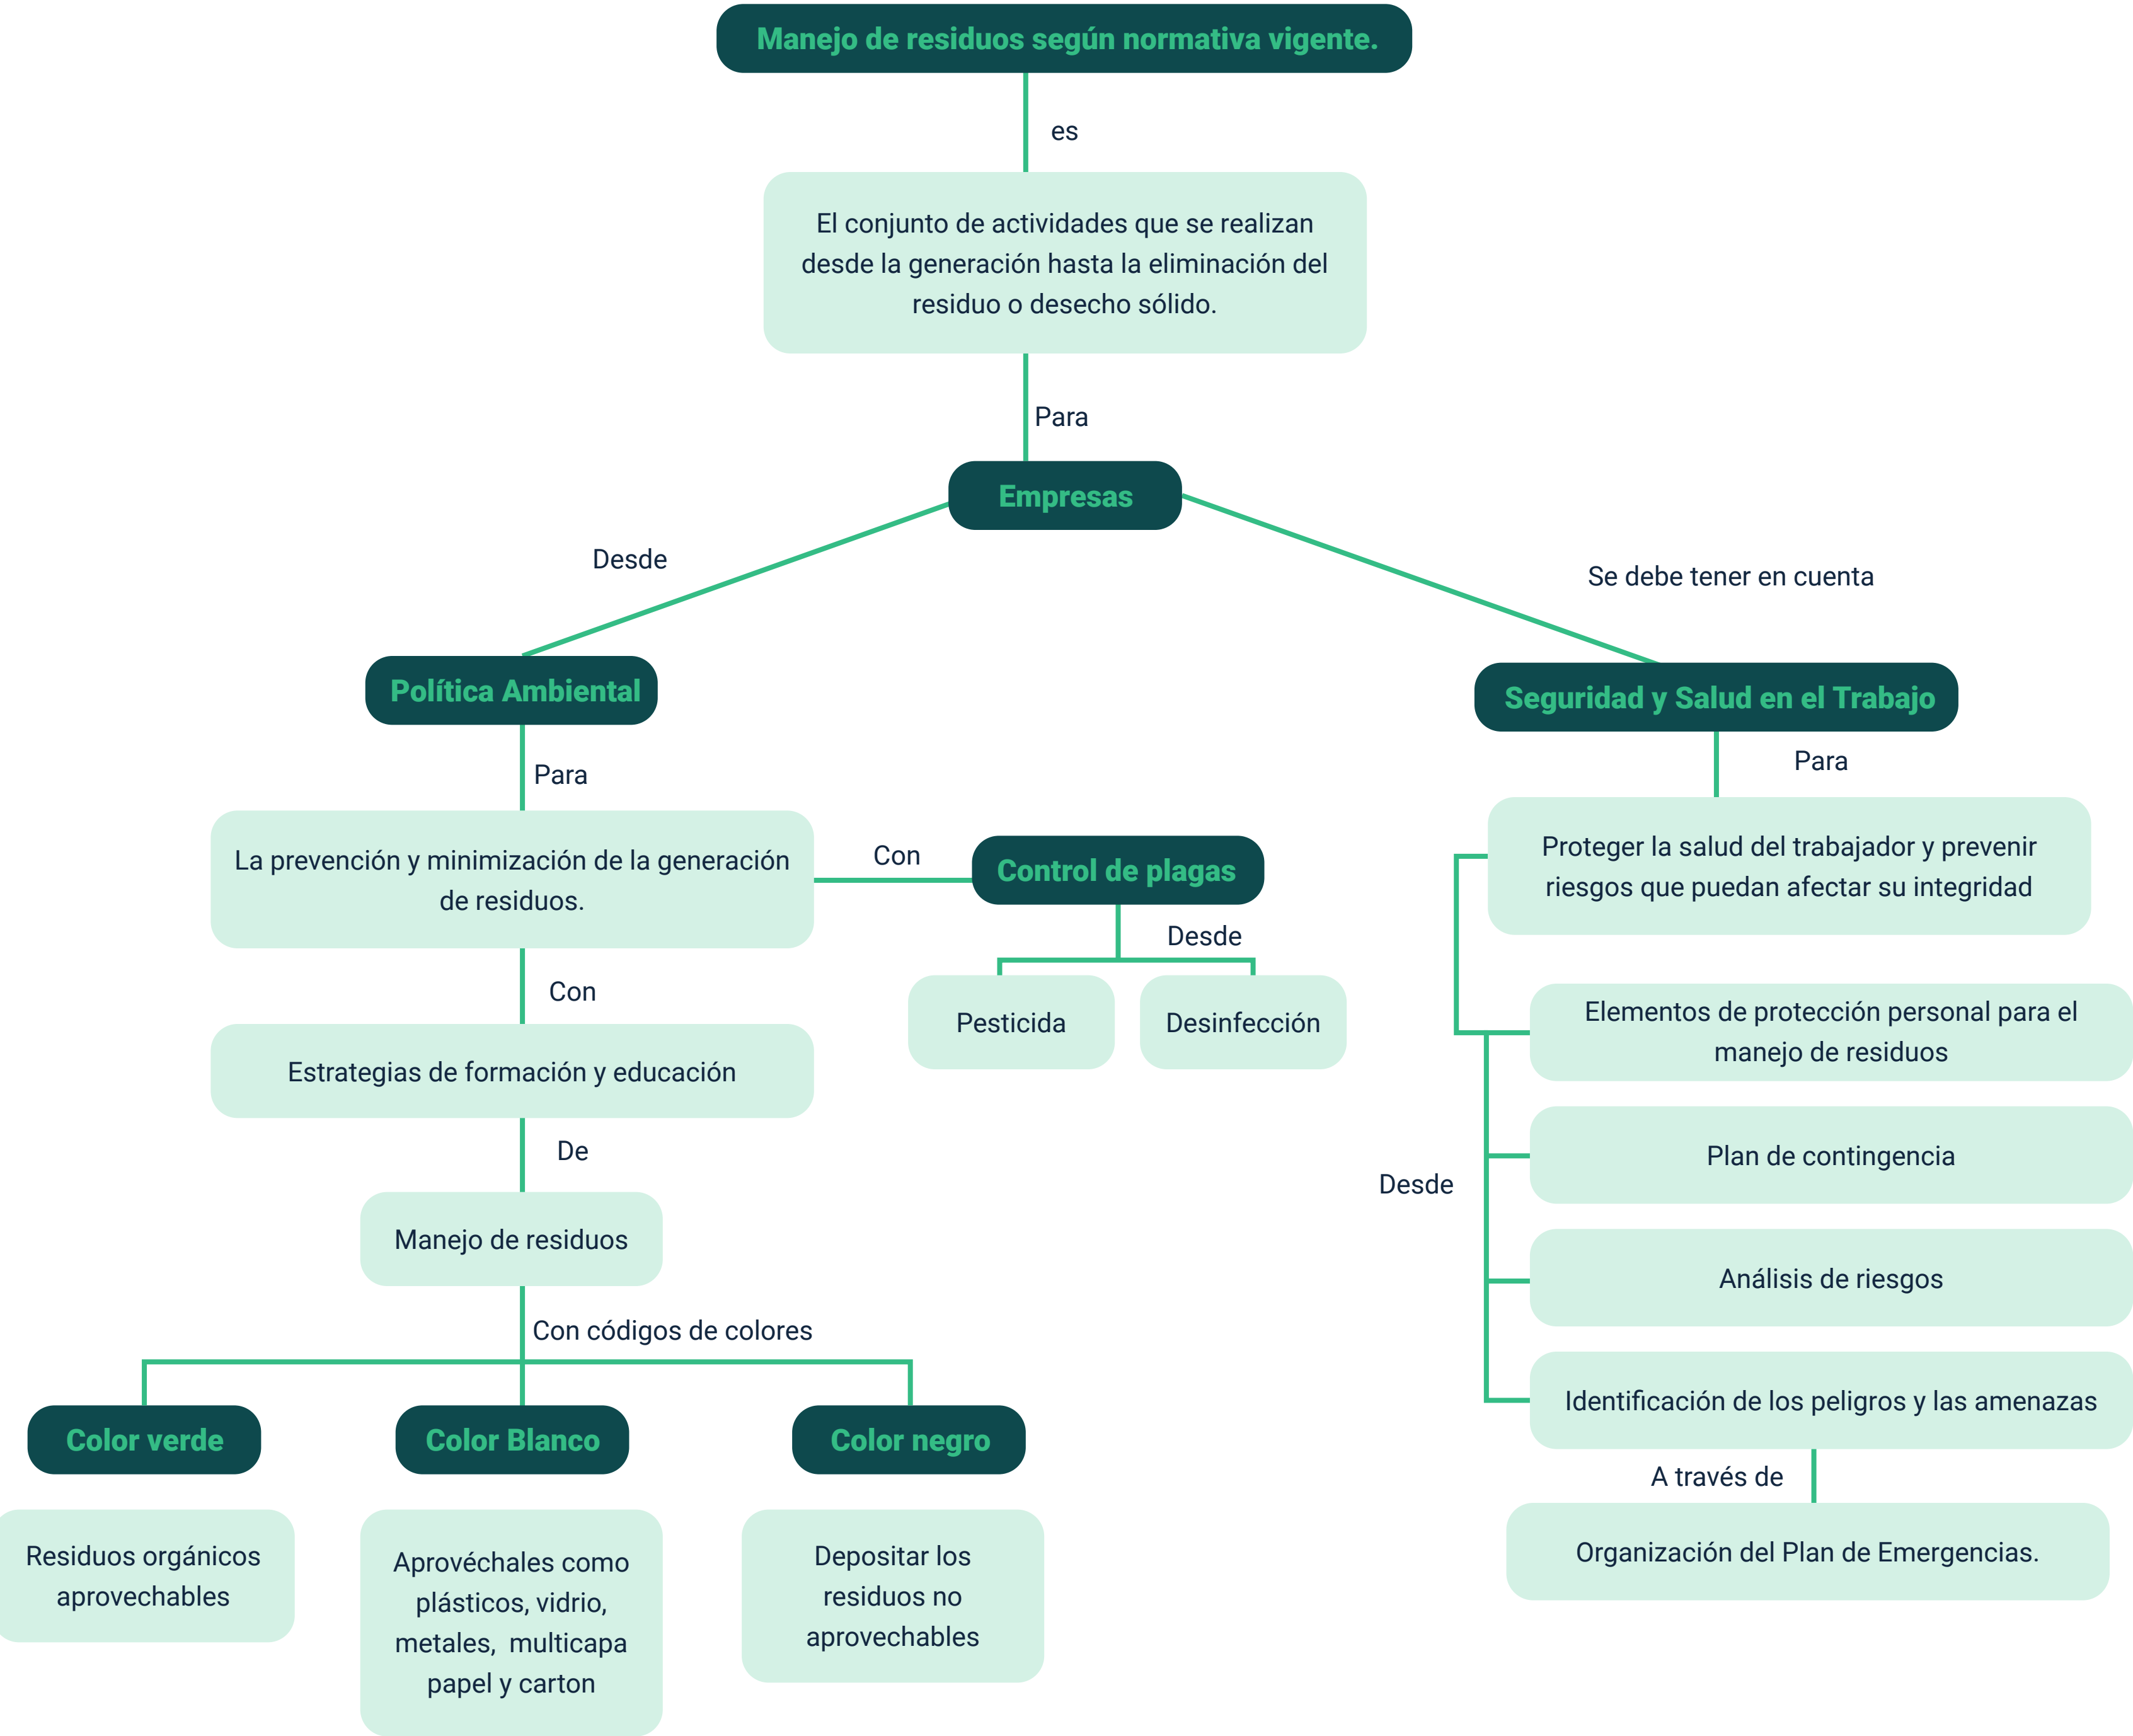 Manejo de residuos según normativa vigente.
es
El conjunto de actividades que se realizan
desde la generación hasta la eliminación del
residuo o desecho sólido.
Para
Empresas
Desde
Se debe tener en cuenta
Política Ambiental
Seguridad y Salud en el Trabajo
Para
Para
La prevención y minimización de la generación
de residuos.
Con
Control de plagas
Desde
Pesticida
Desinfección
Con
Estrategias de formación y educación
De
Manejo de residuos
Con códigos de colores
Color verde
Color Blanco
Color negro
Residuos orgánicos
aprovechables
Aprovéchales como
plásticos, vidrio,
metales,  multicapa
papel y carton
Depositar los
residuos no
aprovechables
Proteger la salud del trabajador y prevenir
riesgos que puedan afectar su integridad
Desde
Elementos de protección personal para el
manejo de residuos
Plan de contingencia
Análisis de riesgos
Identificación de los peligros y las amenazas
A través de
Organización del Plan de Emergencias.